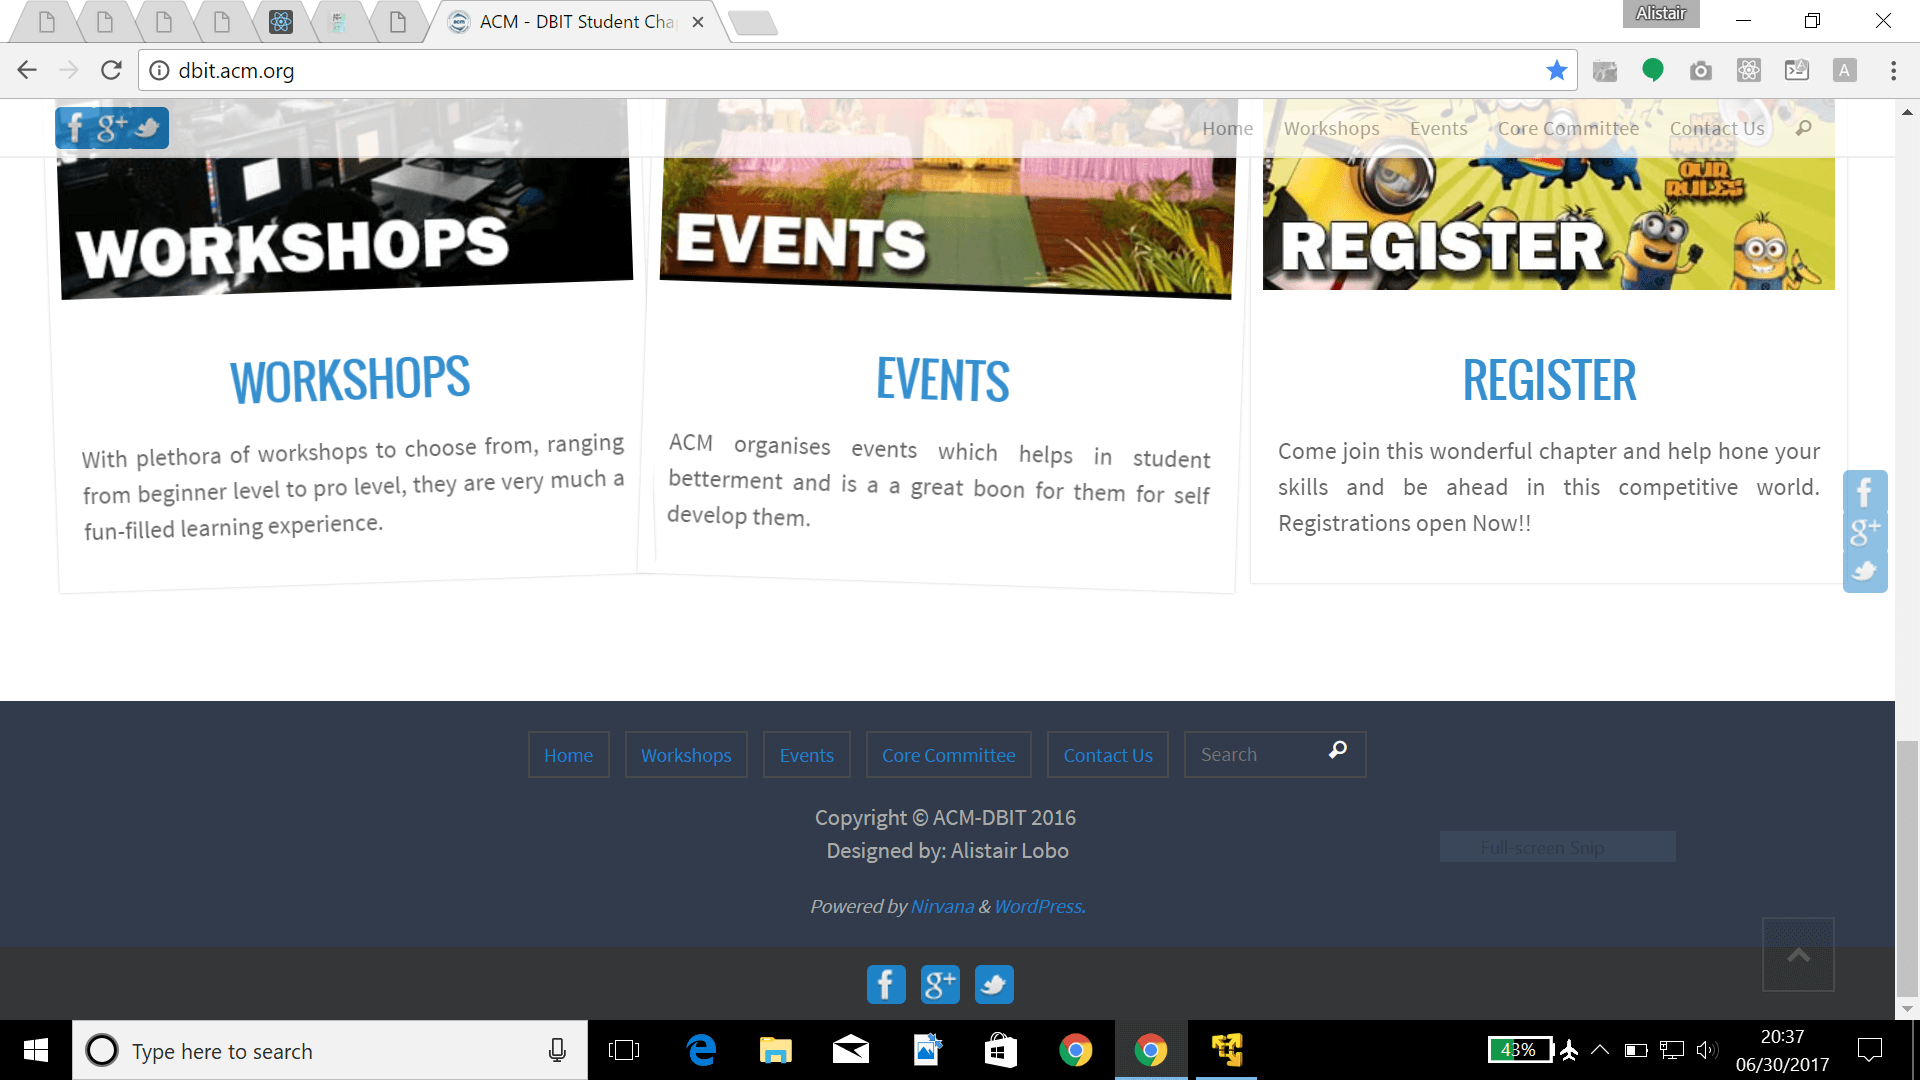 ACM - DBIT Student Cha
Alistair
dbit.acm.org
Home
Workshops
Events
Core Committee
Contact Us
WORKSHOPS
EVENTS
OUR
RULES
REGISTER
WORKSHOPS
With plethora of workshops to choose from, ranging
from beginner level to pro level, they are very much a
fun-filled learning experience.
EVENTS
ACM organises events which helps in student
betterment and is a a great boon for them for self
develop them.
REGISTER
Come join this wonderful chapter and help hone your
skills and be ahead in this competitive world.
Registrations open Now!!
Home
Workshops
Events
Core Committee
Contact Us
Search
Copyright © ACM-DBIT 2016
Designed by: Alistair Lobo
Full-screen Snip
Powered by Nirvana & WordPress.
Type here to search
43%
20:37
06/30/2017